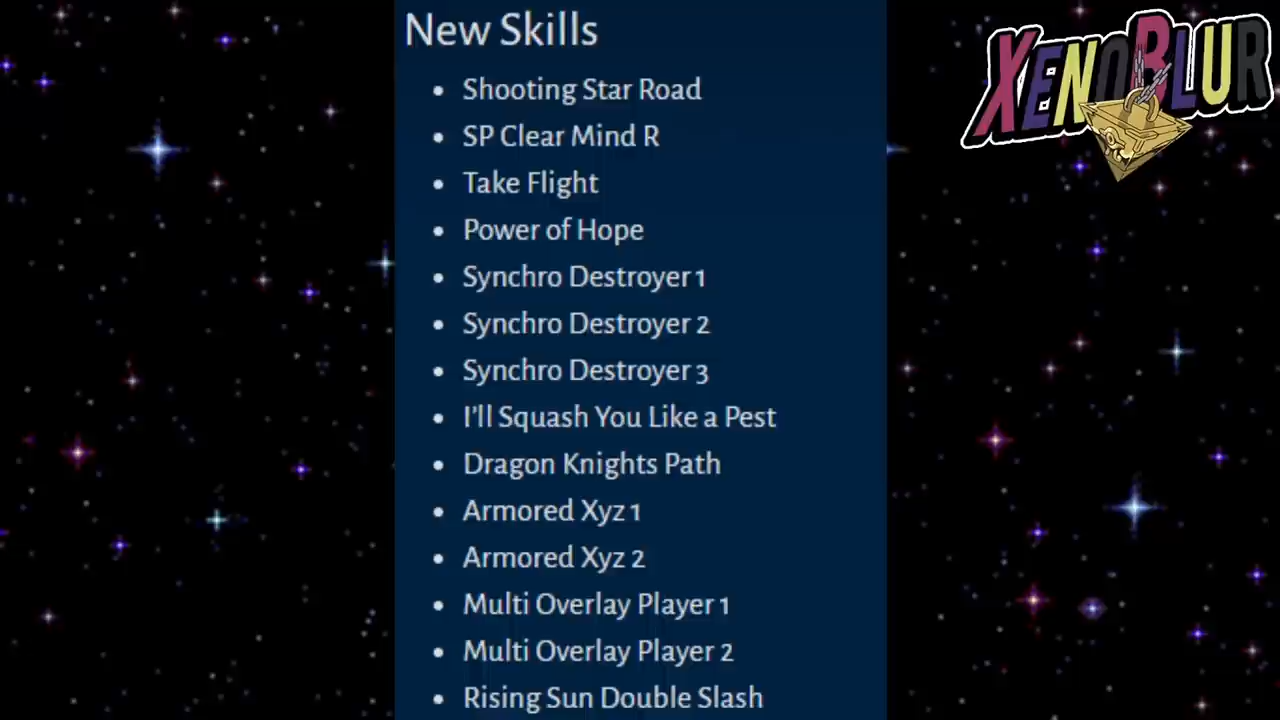 New Skills
XENOBLUR
• Shooting Star Road
• SP Clear Mind R
• Take Flight
• Power of Hope
• Synchro Destroyer 1
• Synchro Destroyer 2
• Synchro Destroyer 3
• I'll Squash You Like a Pest
• Dragon Knights Path
• Armored Xyz 1
• Armored Xyz 2
• Multi Overlay Player 1
• Multi Overlay Player 2
• Rising Sun Double Slash